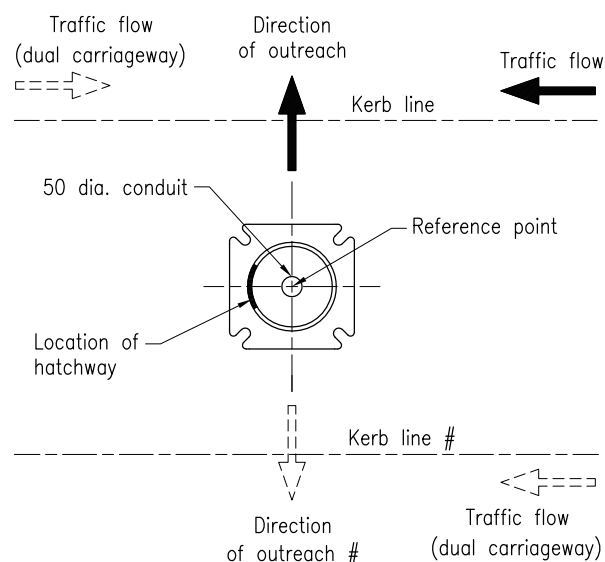 Traffic flow
(dual carriageway)
Direction
of outreach
Traffic flow
Kerb line
50 dia. conduit
Reference point
Location of
hatchway
Kerb line #
Direction
of outreach #
Traffic flow
(dual carriageway)